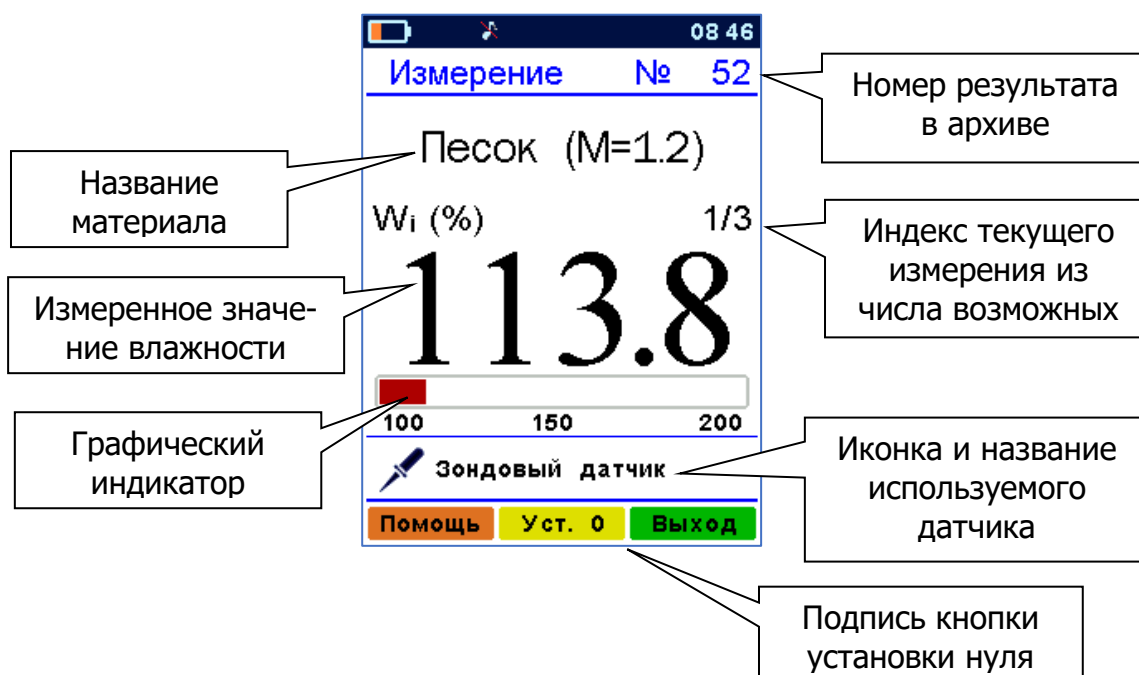 08 46
Измерение № 52
Номер результата
в архиве
Песок (М=1.2)
Название
материала
Wi (%) 1/3
Индекс текущего
измерения из
числа возможных
113.8
Измеренное значе-
ние влажности
100 150 200
Графический
индикатор
Зондовый датчик
Иконка и название
используемого
датчика
Помощь Уст. 0 Выход
Подпись кнопки
установки нуля